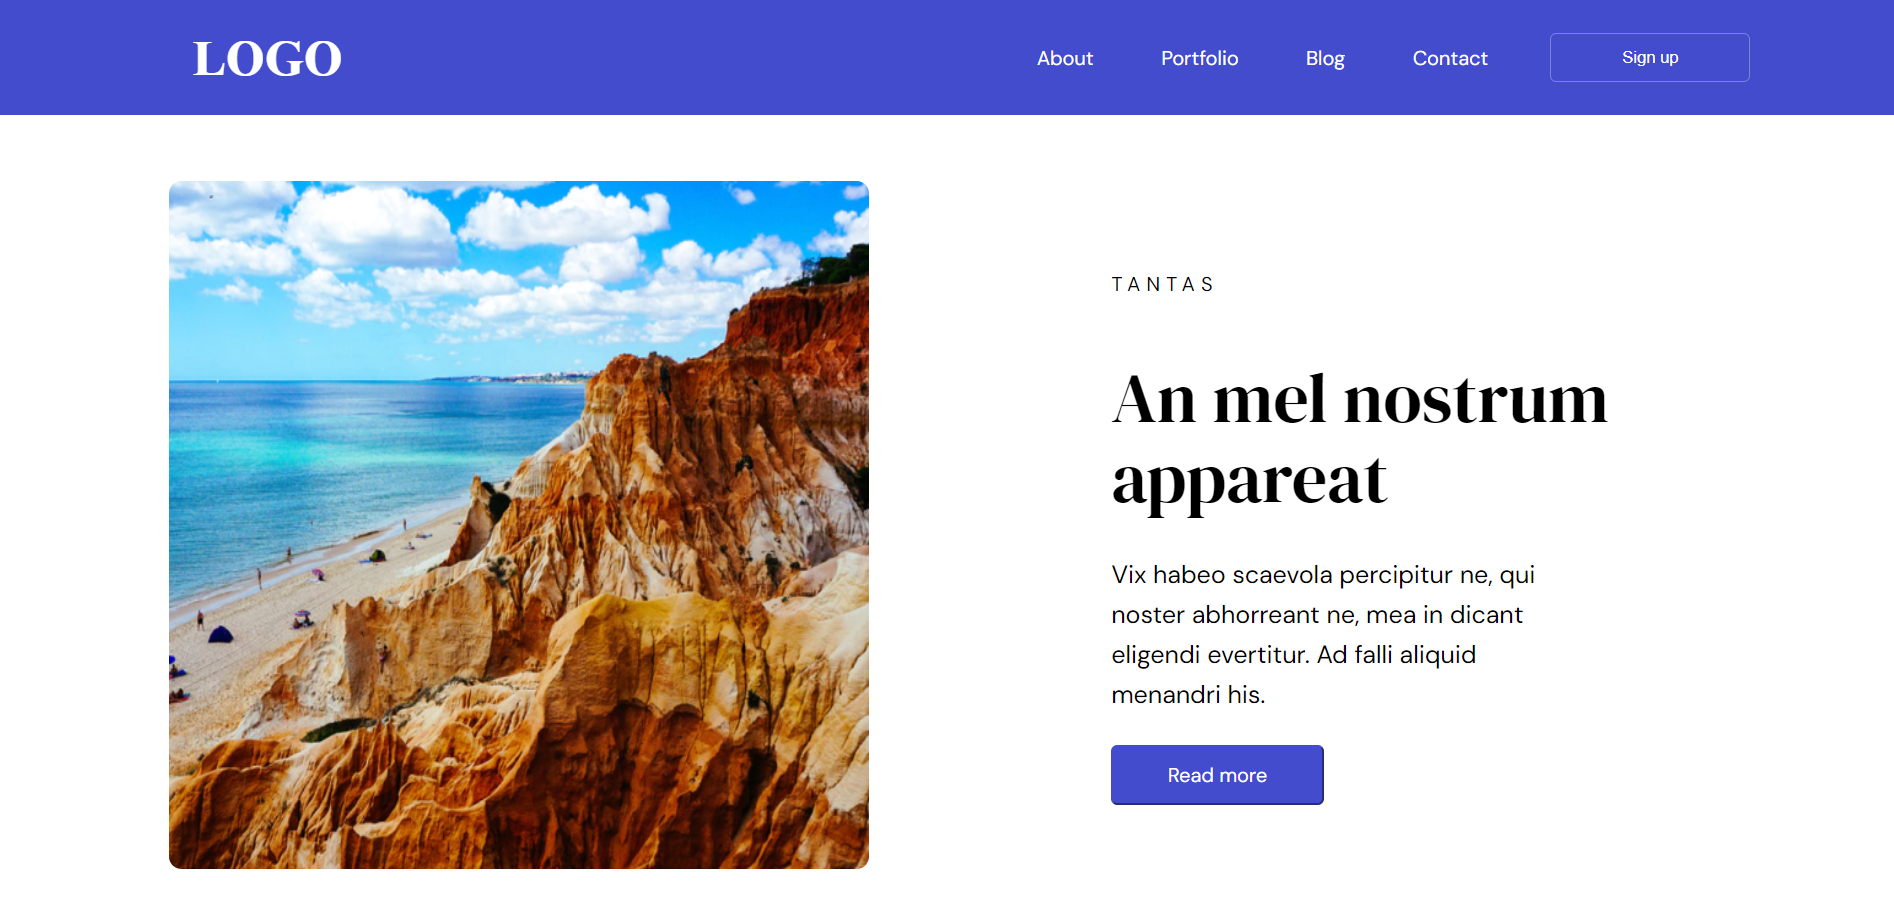 LOGO
About Portfolio Blog Contact Sign up
TANTAS
An mel nostrum
appareat
Vix habeo scaevola percipitur ne, qui
noster abhorreant ne, mea in dicant
eligendi evertitur. Ad falli aliquid
menandri his.
Read more